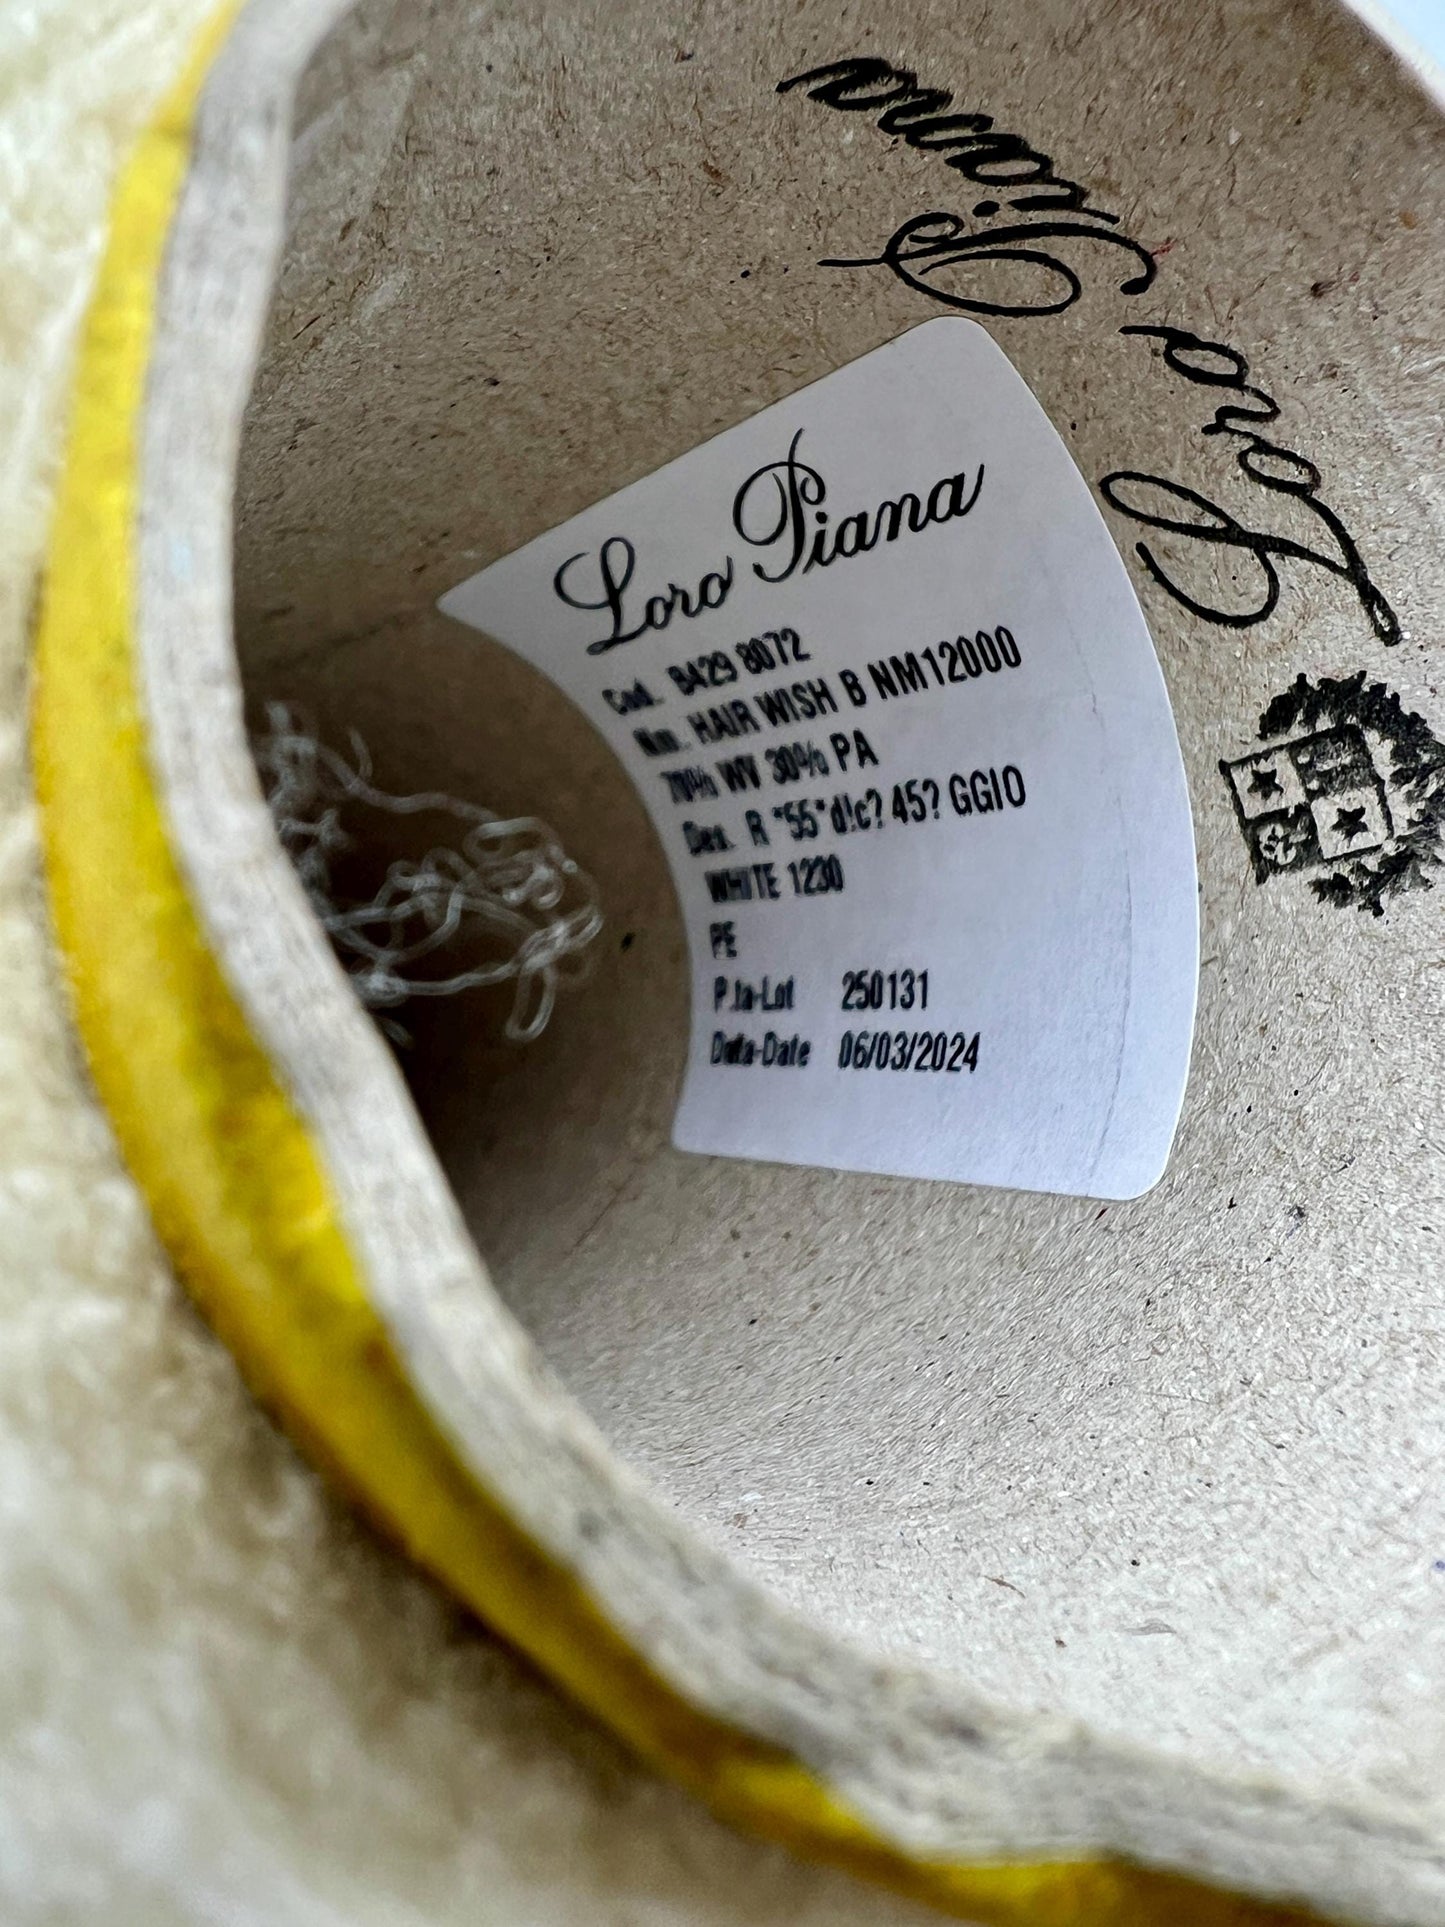 Loro Piana
Loro Piana
Cod. 8429 8072
Nm. HAIR WISH B NM12000
70% WV 30% PA
Des. R *55*d!c? 45? GGIO
WHITE 1230
PE
P.ta-Lot 250131
Data-Date 06/03/2024